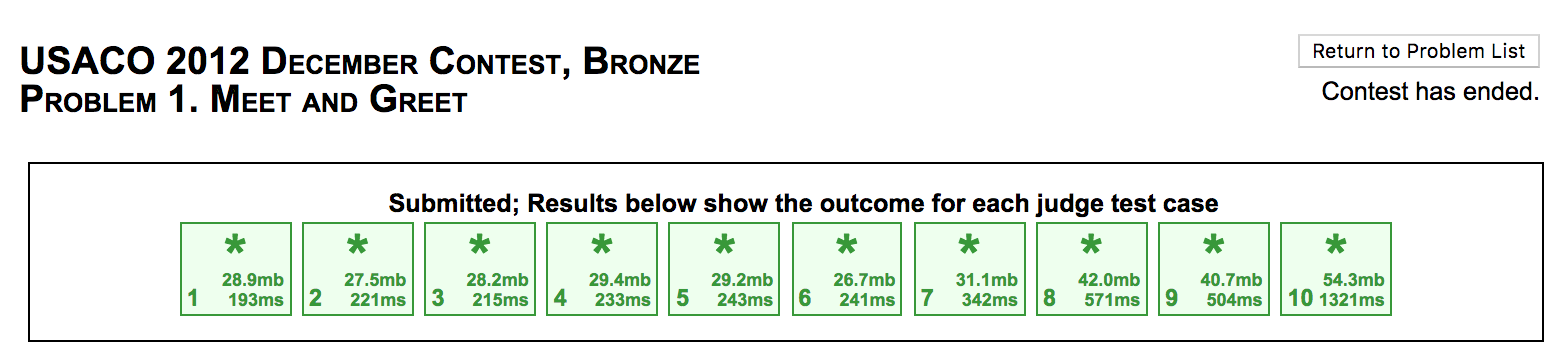 USACO 2012 December Contest, Bronze
Problem 1. Meet and Greet
Return to Problem List
Contest has ended.
Submitted; Results below show the outcome for each judge test case
* * * * * * * * * *
28.9mb 27.5mb 28.2mb 29.4mb 29.2mb 26.7mb 31.1mb 42.0mb 40.7mb 54.3mb
1 193ms 2 221ms 3 215ms 4 233ms 5 243ms 6 241ms 7 342ms 8 571ms 9 504ms 10 1321ms